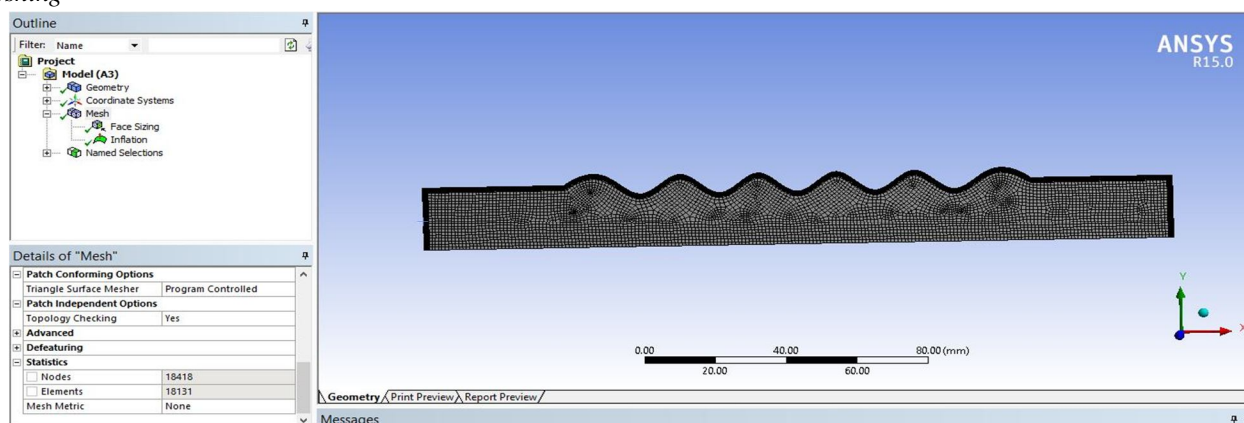 Outline
Filter: Name
Project
Model (A3)
Geometry
Coordinate Systems
Mesh
Face Sizing
Inflation
Named Selections
Details of "Mesh"
Patch Conforming Options
Triangle Surface Mesher Program Controlled
Patch Independent Options
Topology Checking Yes
Advanced
Defeaturing
Statistics
Nodes 18418
Elements 18131
Mesh Metric None
ANSYS
R15.0
Y
X
0.00 40.00 80.00 (mm)
20.00 60.00
Geometry Print Preview Report Preview
Messages